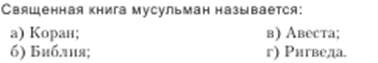 Священная книга мусульман называется:
а) Коран; в) Авеста;
б) Библия; г) Ригведа.